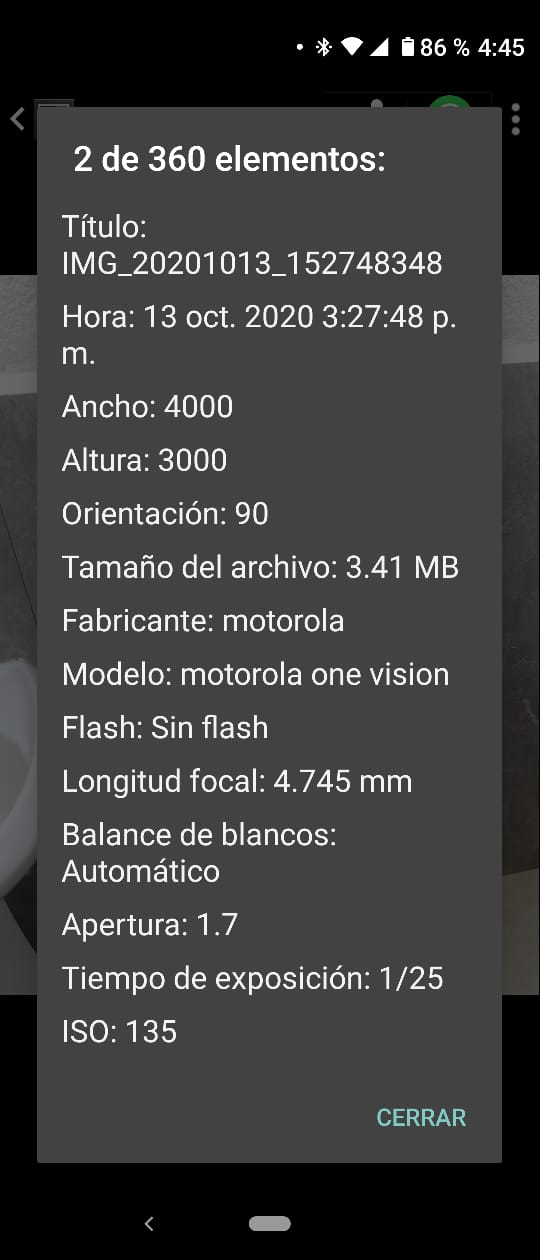 86 % 4:45
2 de 360 elementos:
Título:
IMG_20201013_152748348
Hora: 13 oct. 2020 3:27:48 p.
m.
Ancho: 4000
Altura: 3000
Orientación: 90
Tamaño del archivo: 3.41 MB
Fabricante: motorola
Modelo: motorola one vision
Flash: Sin flash
Longitud focal: 4.745 mm
Balance de blancos:
Automático
Apertura: 1.7
Tiempo de exposición: 1/25
ISO: 135
CERRAR